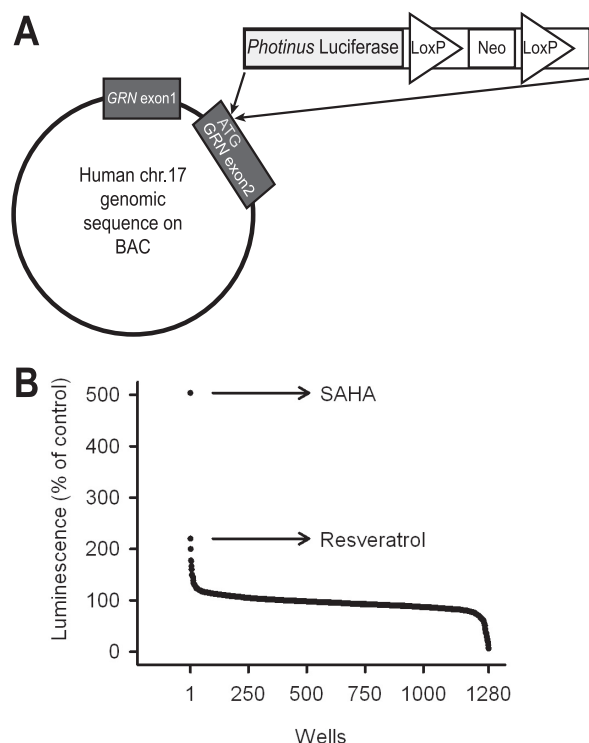 A
Photinus Luciferase
LoxP
Neo
LoxP
GRN exon1
ATG
GRN exon2
Human chr.17
genomic
sequence on
BAC
B
Luminescence (% of control)
500
400
300
200
100
0
SAHA
Resveratrol
1
250
500
750
1000
1280
Wells